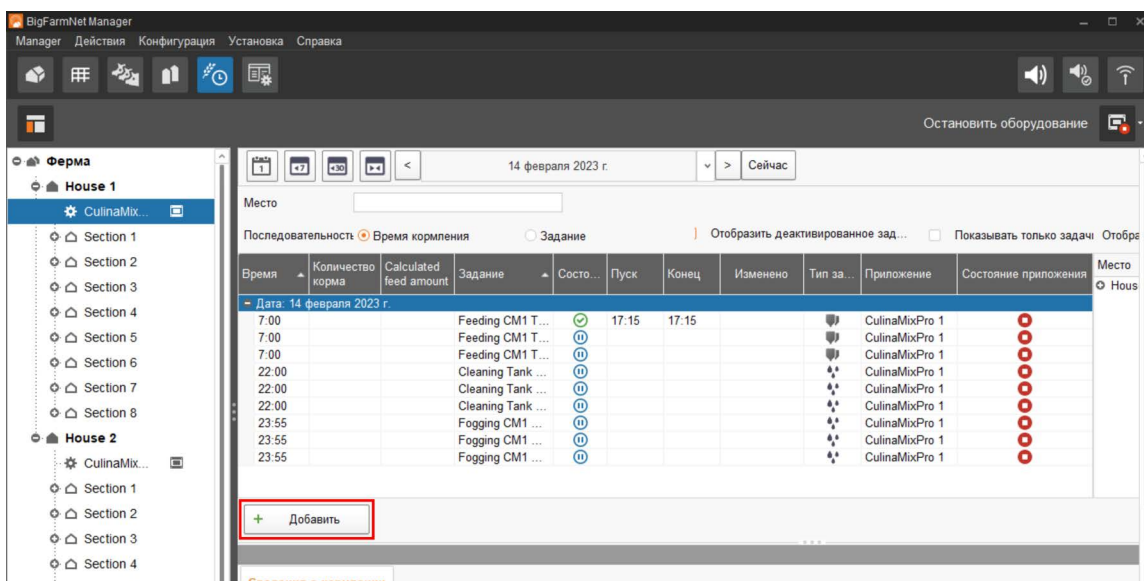 BigFarmNet Manager
Manager Действия Конфигурация Установка Справка
Остановить оборудование
Ферма
House 1
CulinaMix...
Section 1
Section 2
Section 3
Section 4
Section 5
Section 6
Section 7
Section 8
House 2
CulinaMix...
Section 1
Section 2
Section 3
Section 4
1 7 30 < 14 февраля 2023 г. > Сейчас
Место
Последовательность Время кормления Задание Отобразить деактивированное зад... Показывать только задачи Отобра
Время Количество корма Calculated feed amount Задание Состо... Пуск Конец Изменено Тип за... Приложение Состояние приложения Место
Hous
Дата: 14 февраля 2023 г.
7:00 Feeding CM1 T... 17:15 17:15 CulinaMixPro 1
7:00 Feeding CM1 T... CulinaMixPro 1
7:00 Feeding CM1 T... CulinaMixPro 1
22:00 Cleaning Tank ... CulinaMixPro 1
22:00 Cleaning Tank ... CulinaMixPro 1
22:00 Cleaning Tank ... CulinaMixPro 1
23:55 Fogging CM1 ... CulinaMixPro 1
23:55 Fogging CM1 ... CulinaMixPro 1
23:55 Fogging CM1 ... CulinaMixPro 1
+ Добавить